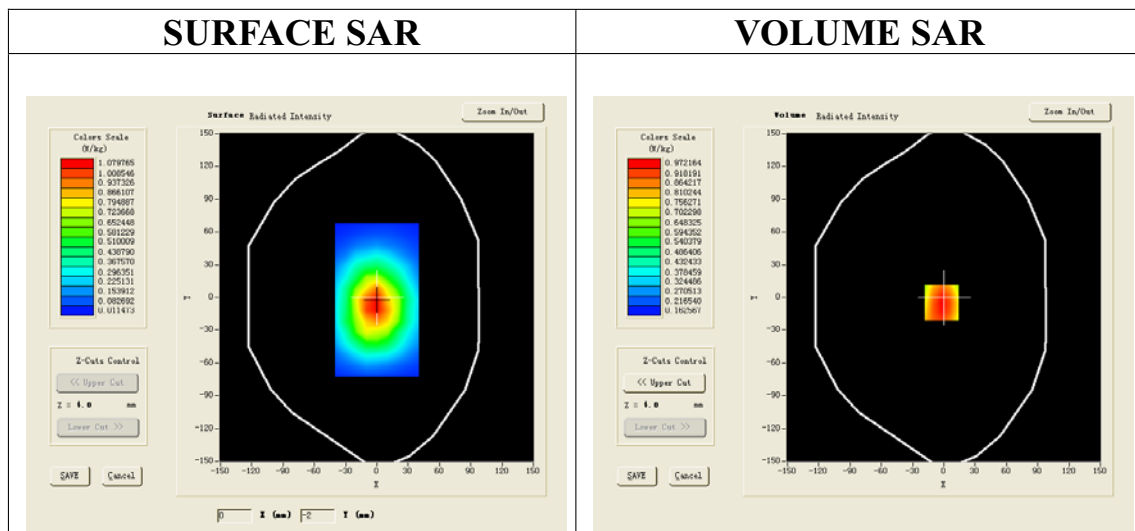 SURFACE SAR
VOLUME SAR
Surface Radiated Intensity
Zoom In/Out
Colors Scale
(W/kg)
1.079765
1.008546
0.937326
0.866107
0.794887
0.723668
0.652448
0.581229
0.510009
0.438790
0.367570
0.296351
0.225131
0.153912
0.082692
0.011473
150
120
90
60
30
0
-30
-60
-90
-120
-150
Y
-150 -120 -90 -60 -30 0 30 60 90 120 150
X
Z-Cuts Control
<< Upper Cut
Z = 4.0 mm
Lower Cut >>
SAVE Cancel
0 X (mm) -2 Y (mm)
Volume Radiated Intensity
Zoom In/Out
Colors Scale
(W/kg)
0.972164
0.918191
0.864217
0.810244
0.756271
0.702298
0.648325
0.594352
0.540379
0.486406
0.432433
0.378459
0.324486
0.270513
0.216540
0.162567
150
120
90
60
30
0
-30
-60
-90
-120
-150
Y
-150 -120 -90 -60 -30 0 30 60 90 120 150
X
Z-Cuts Control
<< Upper Cut
Z = 4.0 mm
Lower Cut >>
SAVE Cancel